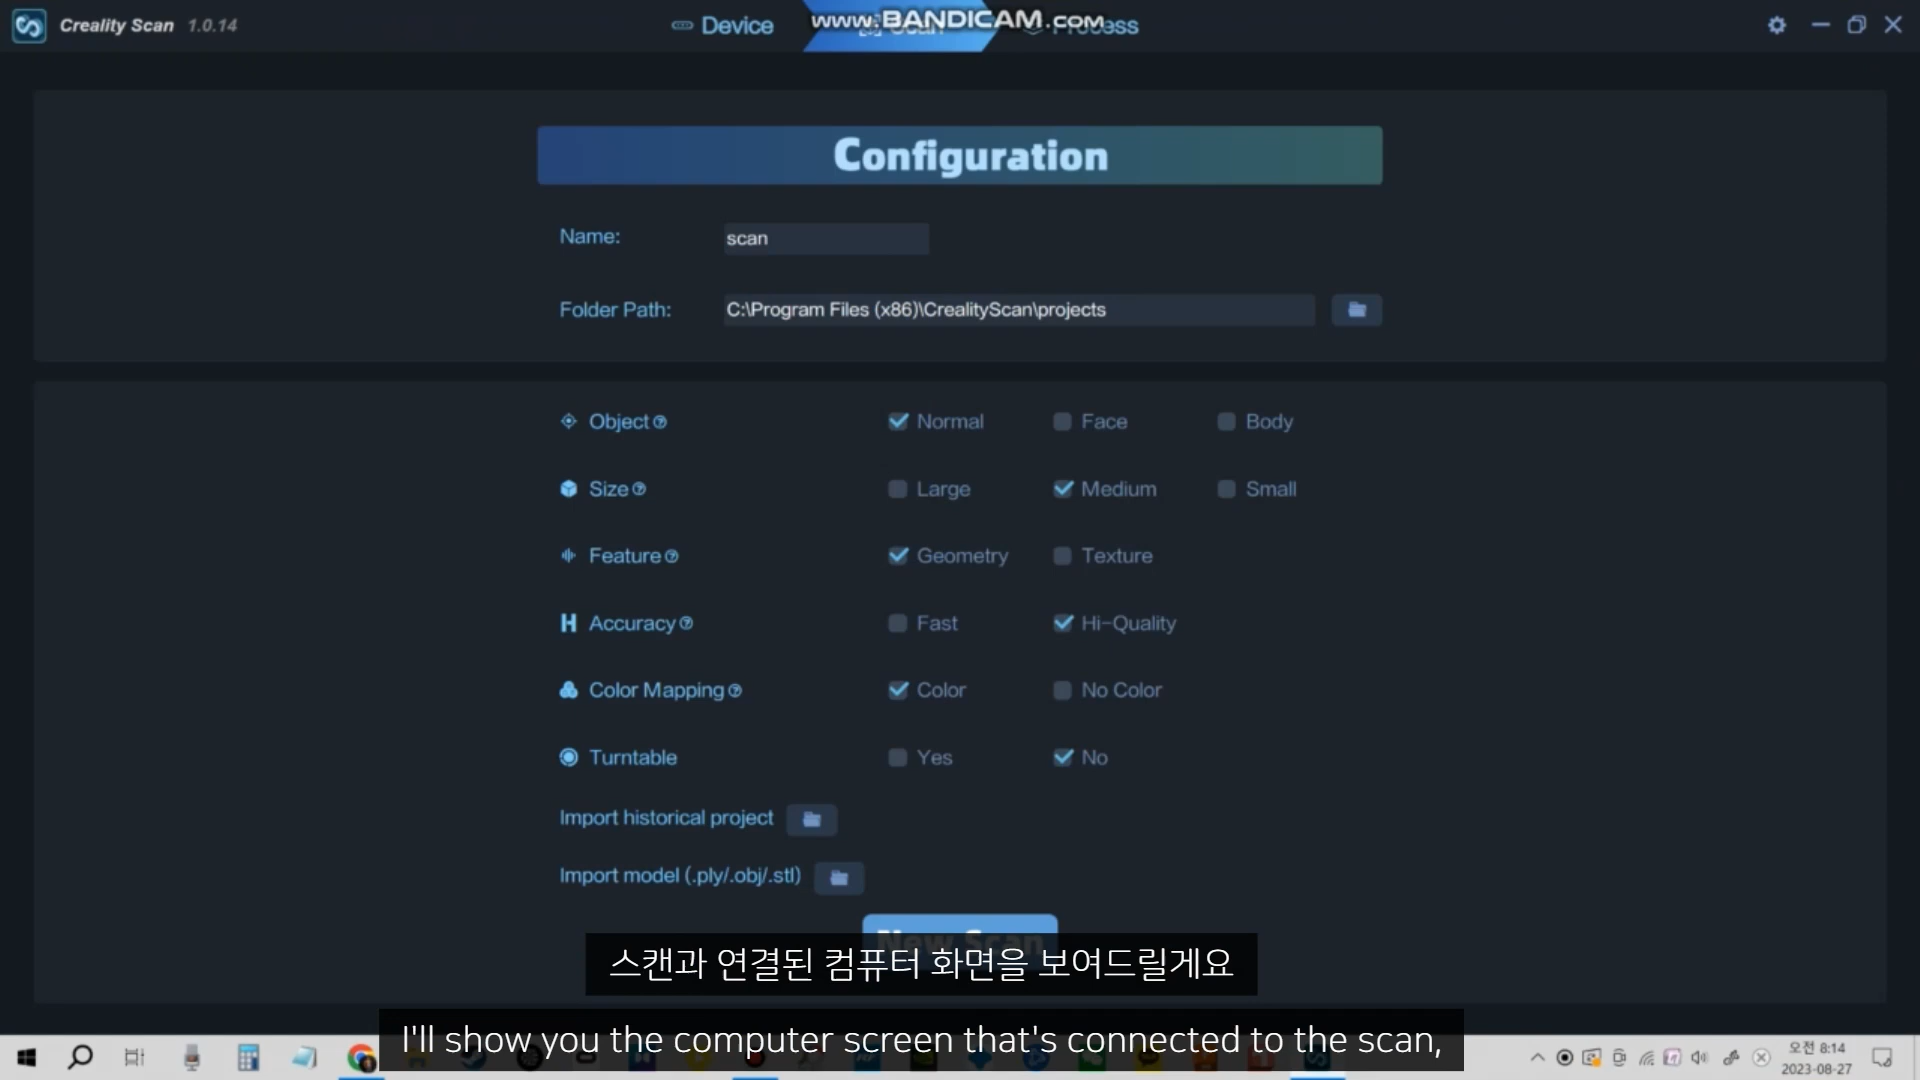 Creality Scan 1.0.14
Device
www.BANDICAM.com
Process
Configuration
Name: scan
Folder Path: C:\Program Files (x86)\CrealityScan\projects
Object Normal Face Body
Size Large Medium Small
Feature Geometry Texture
Accuracy Fast Hi-Quality
Color Mapping Color No Color
Turntable Yes No
Import historical project
Import model (.ply/.obj/.stl)
New Scan
스캔과 연결된 컴퓨터 화면을 보여드릴게요
I'll show you the computer screen that's connected to the scan,
오전 8:14
2023-08-27